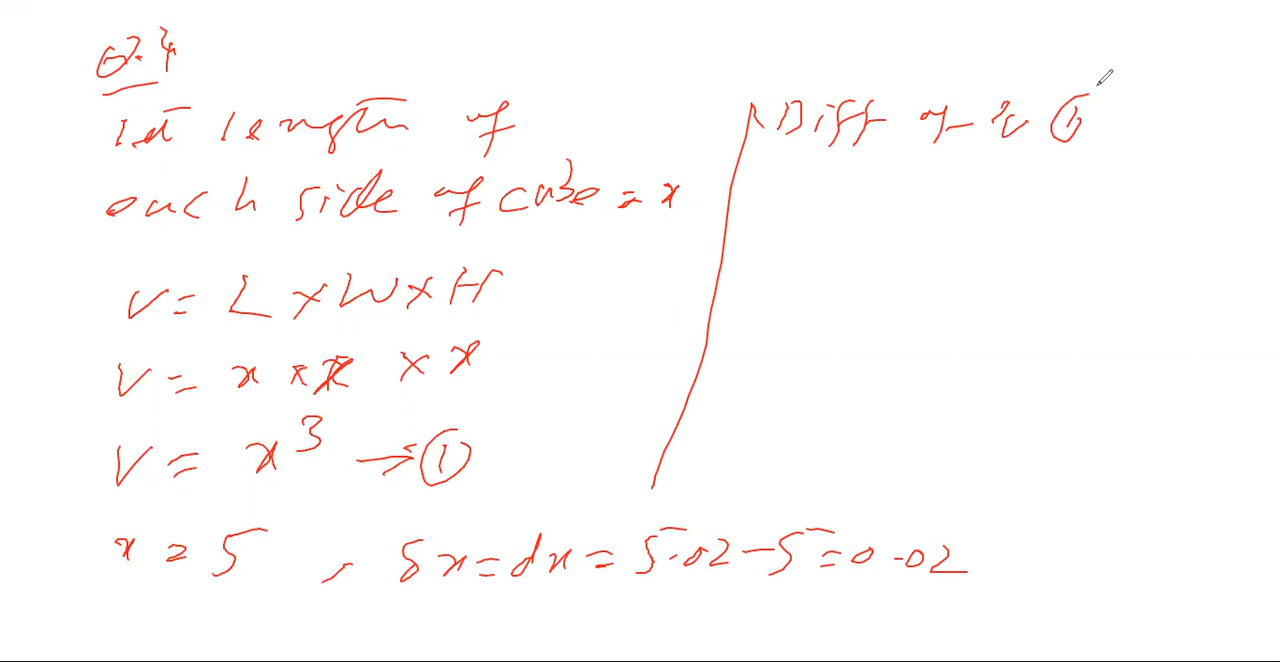 Q.4
Let length of
each side of cube = x
V = L × W × H
V = x × x × x
V = x³ → ①
x = 5 , δx = dx = 5.02 - 5 = 0.02
Diff of ①